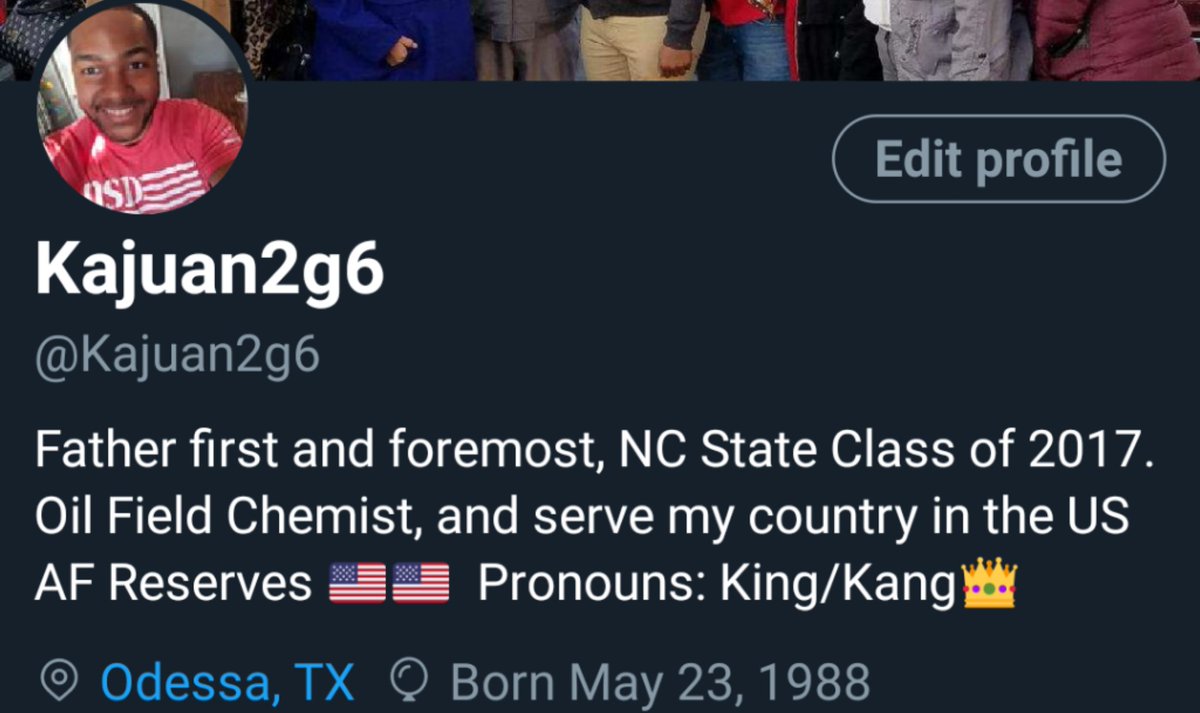 OSD
Edit profile
Kajuan2g6
@Kajuan2g6
Father first and foremost, NC State Class of 2017.
Oil Field Chemist, and serve my country in the US
AF Reserves 🇺🇸🇺🇸 Pronouns: King/Kang👑
Odessa, TX Born May 23, 1988